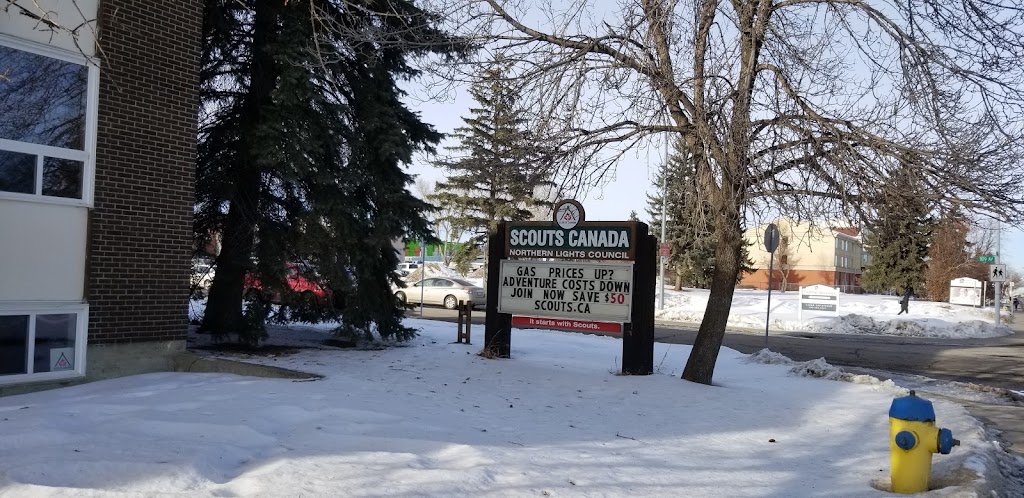 SCOUTS CANADA
NORTHERN LIGHTS COUNCIL
GAS PRICES UP?
ADVENTURE COSTS DOWN
JOIN NOW SAVE $50
SCOUTS.CA
It starts with Scouts.